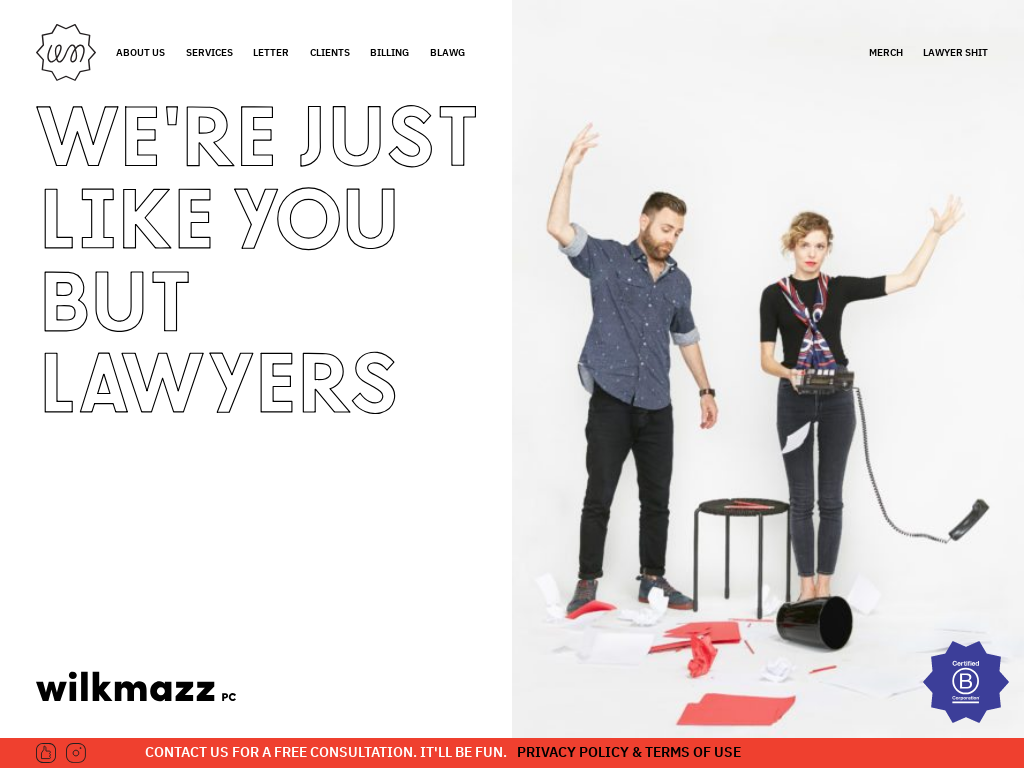 wm
ABOUT US SERVICES LETTER CLIENTS BILLING BLAWG MERCH LAWYER SHIT
WE'RE JUST
LIKE YOU
BUT
LAWYERS
wilkmazz PC
Certified
B
Corporation
CONTACT US FOR A FREE CONSULTATION. IT'LL BE FUN. PRIVACY POLICY & TERMS OF USE